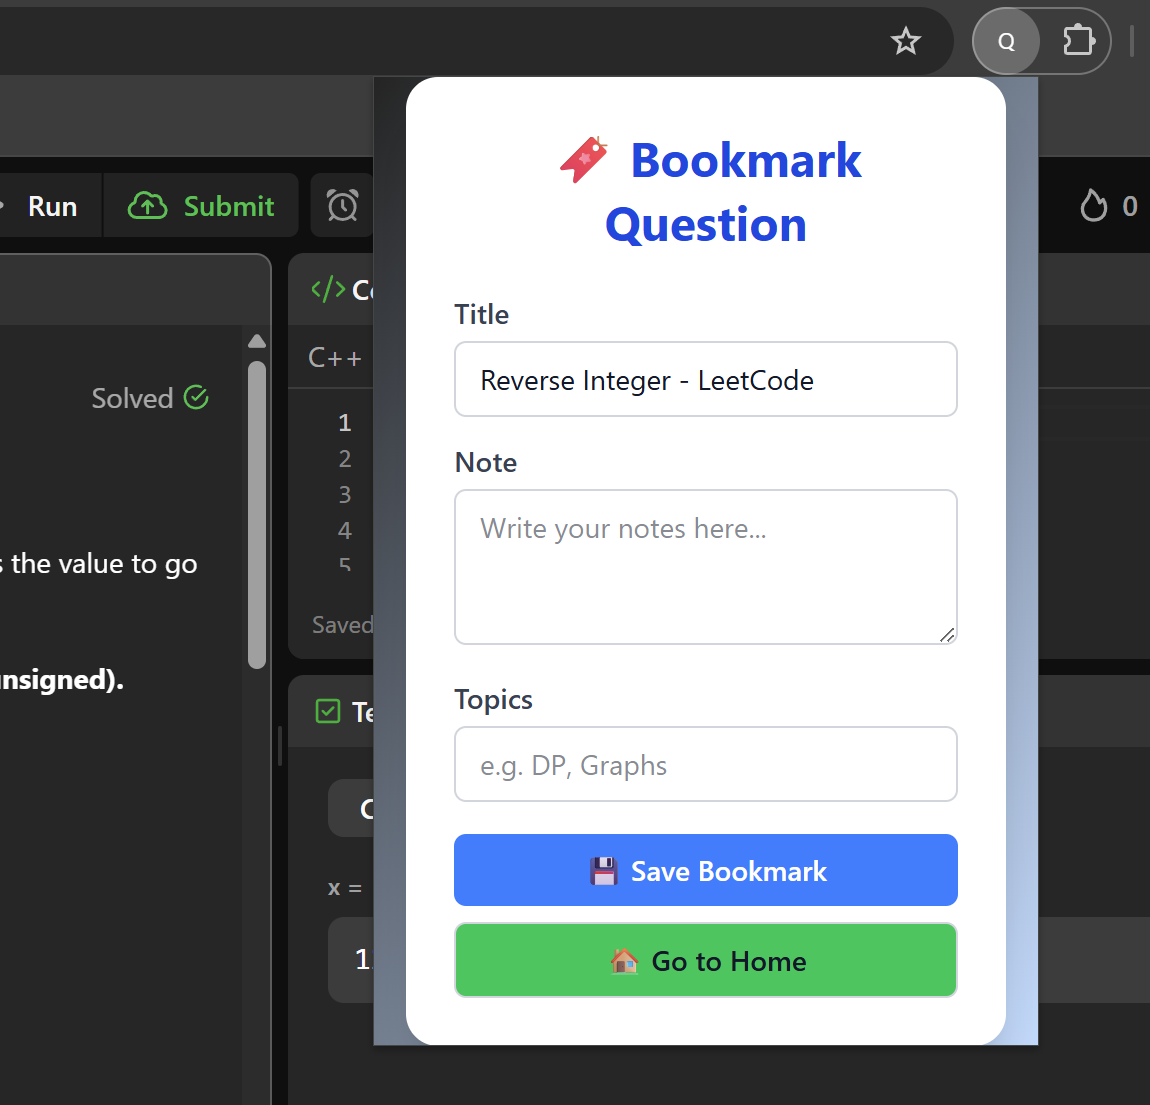 Q
Run
Submit
0
Bookmark
Question
Title
Reverse Integer - LeetCode
Note
Write your notes here...
Topics
e.g. DP, Graphs
Save Bookmark
Go to Home
Solved
the value to go
nsigned).
</> Co
C++
1
2
3
4
5
Saved
Te
x =
1